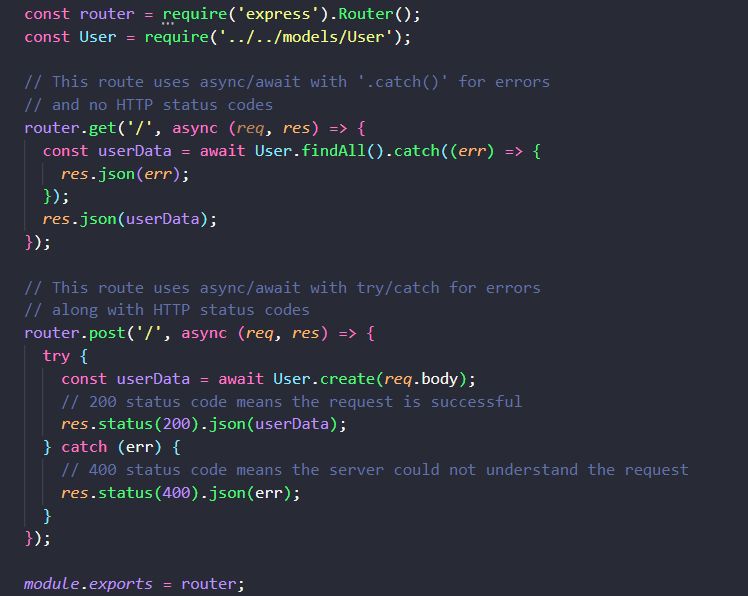 const router = require('express').Router();
const User = require('../../models/User');

// This route uses async/await with '.catch()' for errors
// and no HTTP status codes
router.get('/', async (req, res) => {
  const userData = await User.findAll().catch((err) => {
    res.json(err);
  });
  res.json(userData);
});

// This route uses async/await with try/catch for errors
// along with HTTP status codes
router.post('/', async (req, res) => {
  try {
    const userData = await User.create(req.body);
    // 200 status code means the request is successful
    res.status(200).json(userData);
  } catch (err) {
    // 400 status code means the server could not understand the request
    res.status(400).json(err);
  }
});

module.exports = router;